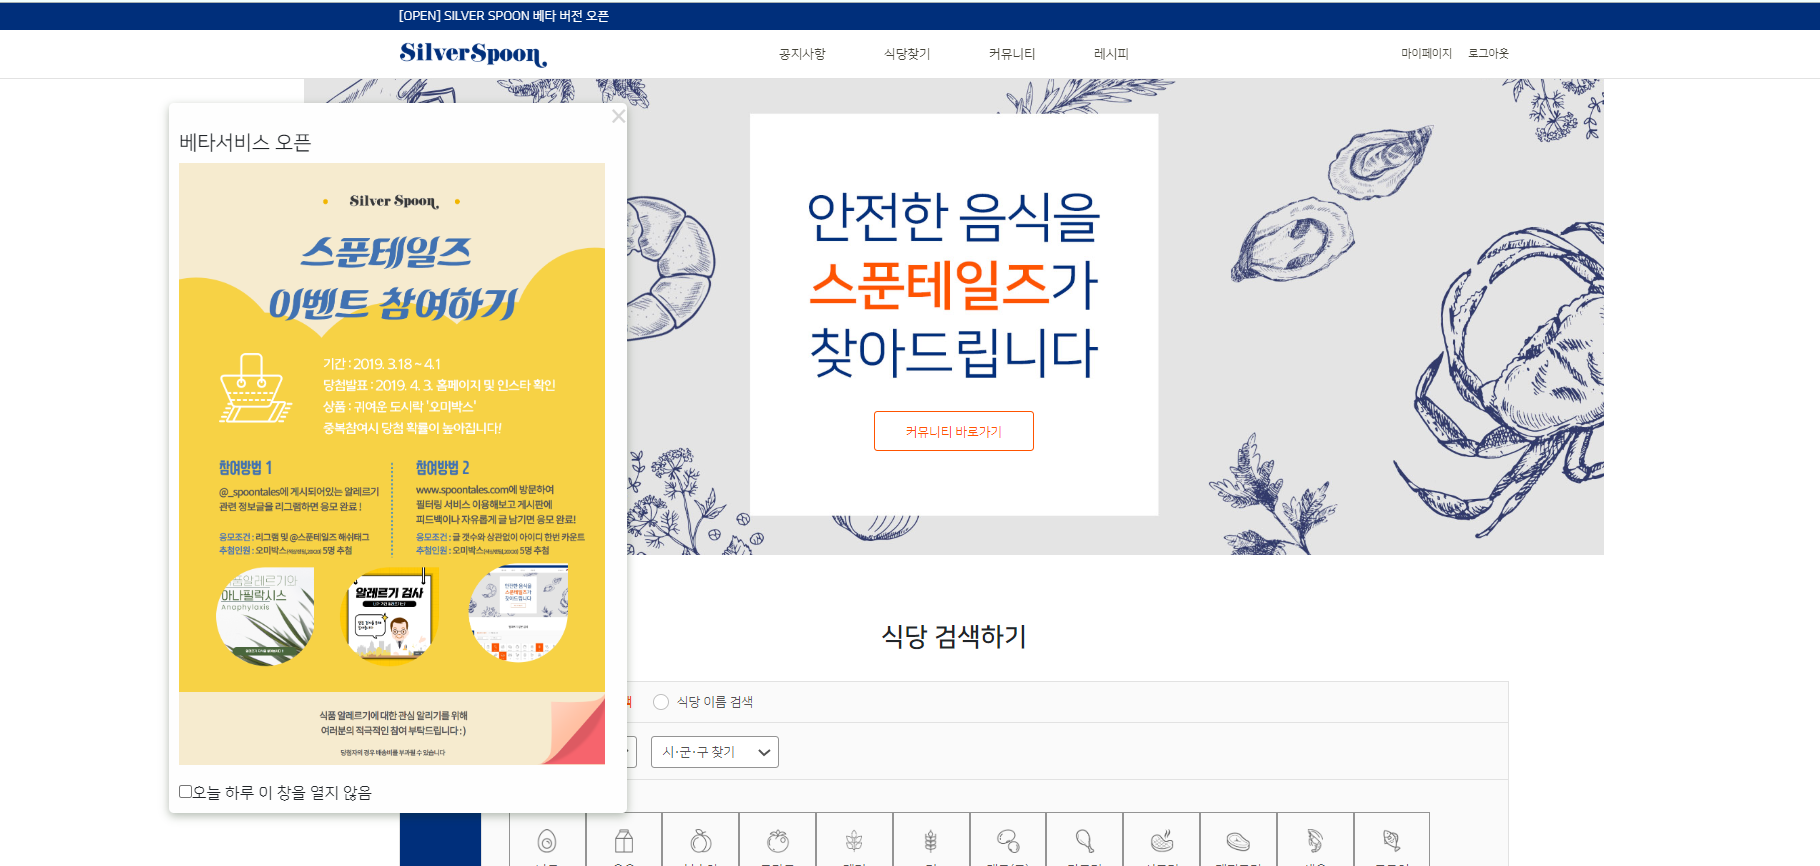 [OPEN] SILVER SPOON 베타 버전 오픈
SilverSpoon
공지사항
식당찾기
커뮤니티
레시피
마이페이지
로그아웃
베타서비스 오픈
Silver Spoon
스푼테일즈
이벤트 참여하기
기간 : 2019. 3.18 ~ 4.1
당첨발표 : 2019. 4. 3. 홈페이지 및 인스타 확인
상품 : 귀여운 도시락 '오미박스'
중복참여시 당첨 확률이 높아집니다!
참여방법 1
@_spoontales에 게시되어있는 알레르기
관련 정보글을 리그램하면 응모 완료 !
응모조건 : 리그램 및 @스푼테일즈 해쉬태그
추첨인원 : 오미박스 5명 추첨
참여방법 2
www.spoontales.com에 방문하여
필터링 서비스 이용해보고 게시판에
피드백이나 자유롭게 글 남기면 응모 완료!
응모조건 : 글 갯수와 상관없이 아이디 한번 카운트
추첨인원 : 오미박스 5명 추첨
아나필락시스
Anaphylaxis
알레르기 검사
식품 알레르기에 대한 관심 알리기를 위해
여러분의 적극적인 참여 부탁드립니다 : )
당첨자의 경우 배송비를 부과될 수 있습니다
오늘 하루 이 창을 열지 않음
안전한 음식을
스푼테일즈가
찾아드립니다
커뮤니티 바로가기
식당 검색하기
식당 이름 검색
시·군·구 찾기